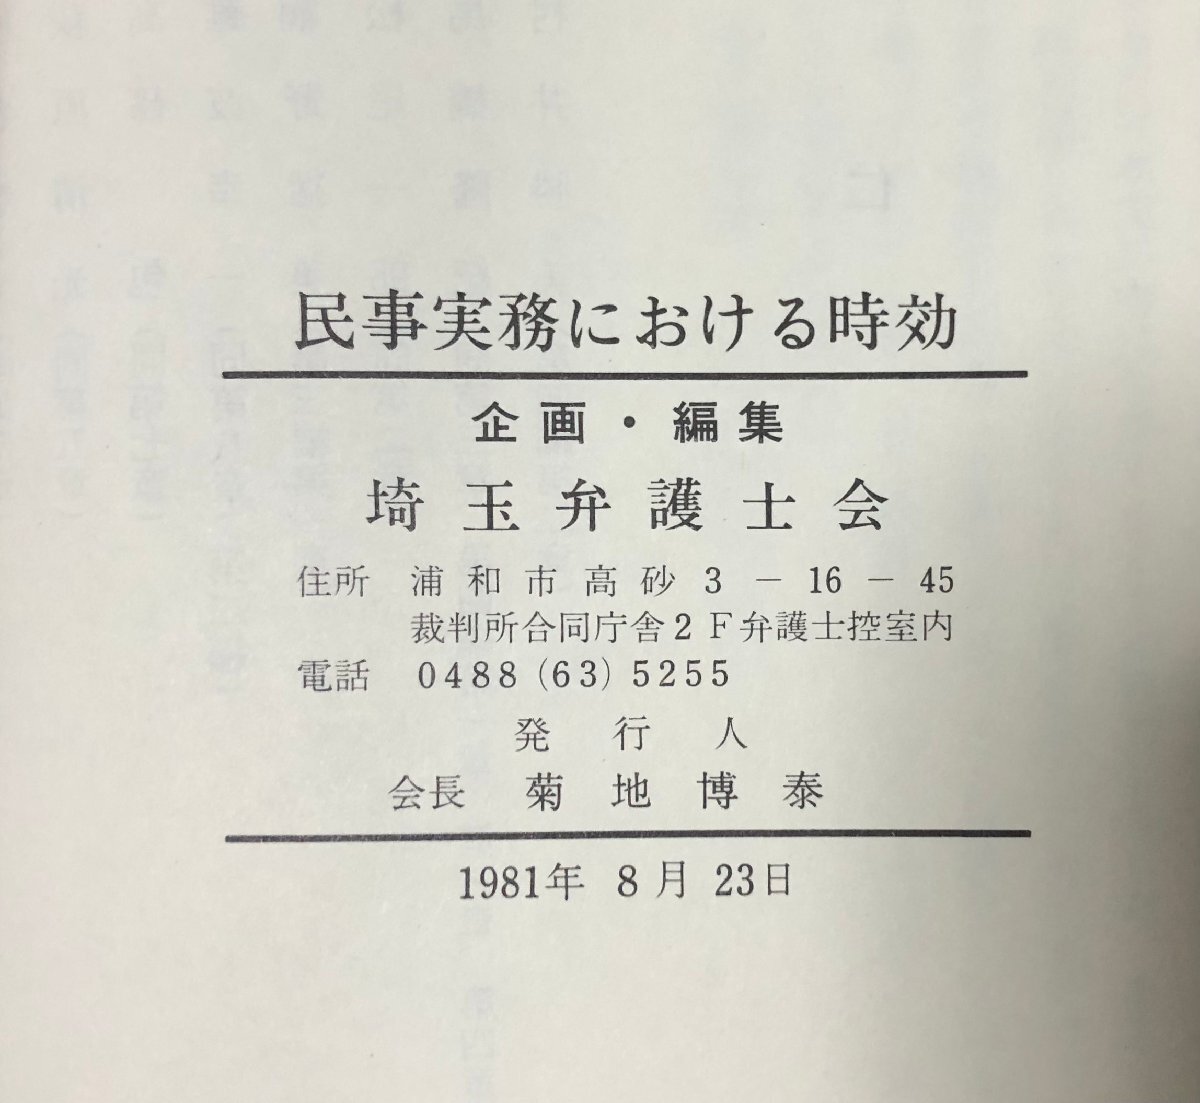 民事実務における時効
企画・編集
埼玉弁護士会
住所 浦和市高砂3－16－45
裁判所合同庁舎2F弁護士控室内
電話 0488(63)5255
発行人
会長 菊地博泰
1981年8月23日